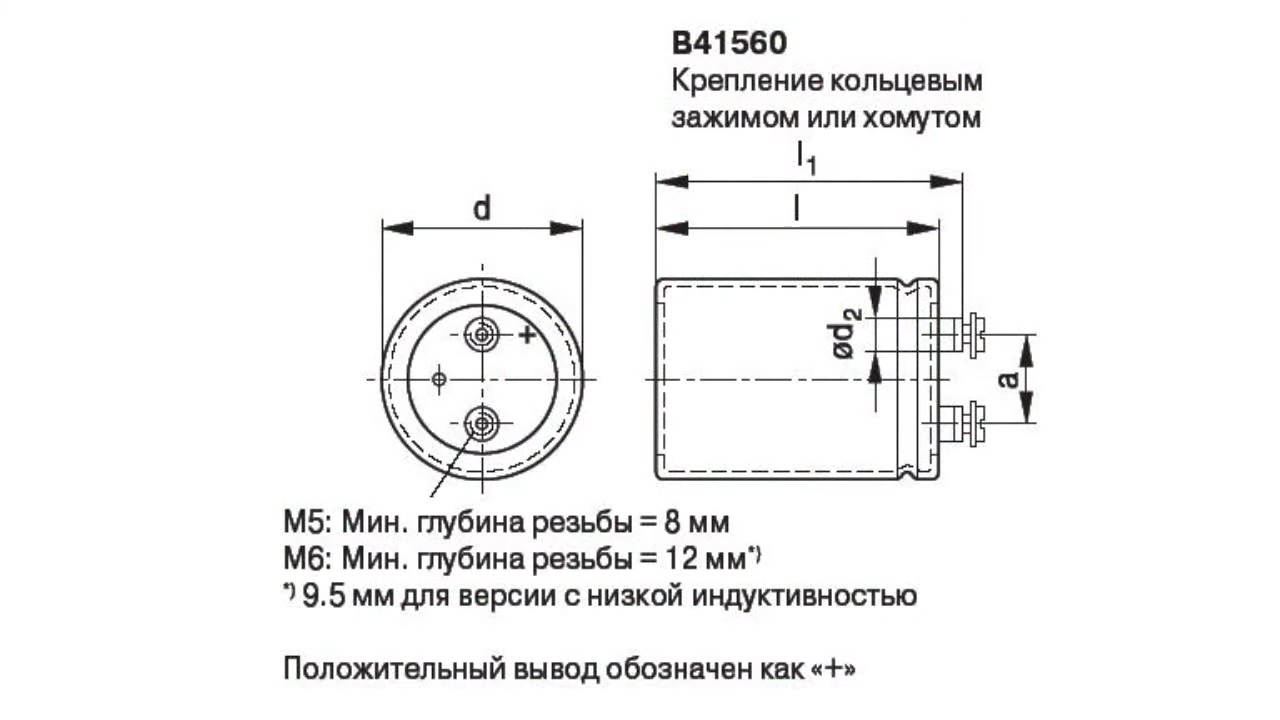 B41560
Крепление кольцевым
зажимом или хомутом
l₁
d
l
ød₂
+
a
M5: Мин. глубина резьбы = 8 мм
M6: Мин. глубина резьбы = 12 мм*)
*) 9.5 мм для версии с низкой индуктивностью
Положительный вывод обозначен как «+»